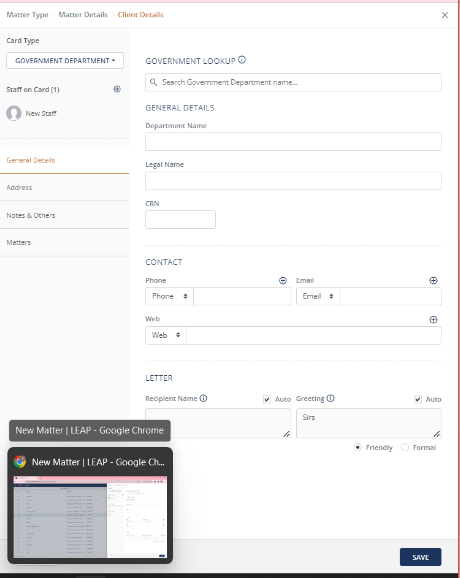 Matter Type Matter Details Client Details
Card Type
GOVERNMENT DEPARTMENT
Staff on Card (1)
New Staff
General Details
Address
Notes & Others
Matters
GOVERNMENT LOOKUP
Search Government Department name...
GENERAL DETAILS
Department Name
Legal Name
CRN
CONTACT
Phone Email
Phone Email
Web
Web
LETTER
Recipient Name Auto Greeting Auto
Sirs
Friendly Formal
New Matter | LEAP - Google Chrome
New Matter | LEAP - Google Ch...
SAVE